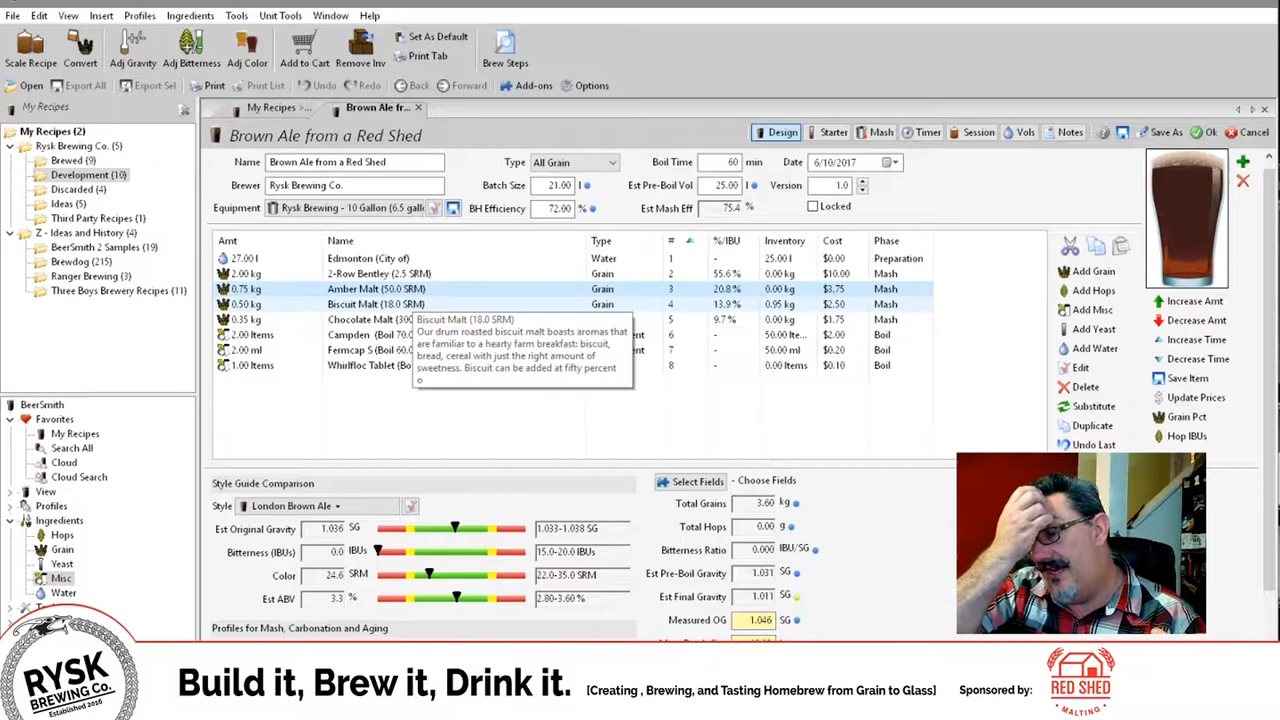 File Edit View Insert Profiles Ingredients Tools Unit Tools Window Help
Scale Recipe Convert Adj Gravity Adj Bitterness Adj Color Add to Cart Remove Inv Set As Default Print Tab Brew Steps
Open Export All Export Sel Print Print List Undo Redo Back Forward Add-ons Options
My Recipes
My Recipes >... Brown Ale fr...
My Recipes (2)
Rysk Brewing Co. (5)
Brewed (9)
Development (10)
Discarded (4)
Ideas (5)
Third Party Recipes (1)
Z - Ideas and History (4)
BeerSmith 2 Samples (19)
Brewdog (215)
Ranger Brewing (3)
Three Boys Brewery Recipes (11)
BeerSmith
Favorites
My Recipes
Search All
Cloud
Cloud Search
View
Profiles
Ingredients
Hops
Grain
Yeast
Misc
Water
Brown Ale from a Red Shed
Design Starter Mash Timer Session Vols Notes Save As Ok Cancel
Name Brown Ale from a Red Shed Type All Grain Boil Time 60 min Date 6/10/2017
Brewer Rysk Brewing Co. Batch Size 21.00 l Est Pre-Boil Vol 25.00 l Version 1.0
Equipment Rysk Brewing - 10 Gallon (6.5 gall BH Efficiency 72.00 % Est Mash Eff 75.4 % Locked
Amt Name Type # %/IBU Inventory Cost Phase
27.00 l Edmonton (City of) Water 1 - 25.00 l $0.00 Preparation
2.00 kg 2-Row Bentley (2.5 SRM) Grain 2 55.6 % 0.00 kg $10.00 Mash
0.75 kg Amber Malt (50.0 SRM) Grain 3 20.8 % 0.00 kg $3.75 Mash
0.50 kg Biscuit Malt (18.0 SRM) Grain 4 13.9 % 0.95 kg $2.50 Mash
0.35 kg Chocolate Malt (300 5 9.7 % 0.00 kg $1.75 Mash
2.00 Items Campden (Boil 70.0 ent 6 - 2.00 Ite... $0.20 Boil
2.00 ml Fermcap S (Boil 60.0 ent 7 - 50.00 ml $0.20 Boil
1.00 Items Whirlfloc Tablet (Bo 8 - 0.00 Items $0.10 Boil
Biscuit Malt (18.0 SRM)
Our drum roasted biscuit malt boasts aromas that
are familiar to a hearty farm breakfast: biscuit,
bread, cereal with just the right amount of
sweetness. Biscuit can be added at fifty percent
o
Add Grain
Add Hops
Add Misc
Add Yeast
Add Water
Edit
Delete
Substitute
Duplicate
Undo Last
Increase Amt
Decrease Amt
Increase Time
Decrease Time
Save Item
Update Prices
Grain Pct
Hop IBUs
Style Guide Comparison
Style London Brown Ale
Est Original Gravity 1.036 SG 1.033-1.038 SG
Bitterness (IBUs) 0.0 IBUs 15.0-20.0 IBUs
Color 24.6 SRM 22.0-35.0 SRM
Est ABV 3.3 % 2.80-3.60 %
Profiles for Mash, Carbonation and Aging
Select Fields - Choose Fields
Total Grains 3.60 kg
Total Hops 0.00 g
Bitterness Ratio 0.000 IBU/SG
Est Pre-Boil Gravity 1.031 SG
Est Final Gravity 1.011 SG
Measured OG 1.046 SG
RYSK
BREWING Co.
Established 2016
Build it, Brew it, Drink it. [Creating , Brewing, and Tasting Homebrew from Grain to Glass] Sponsored by:
RED SHED
MALTING